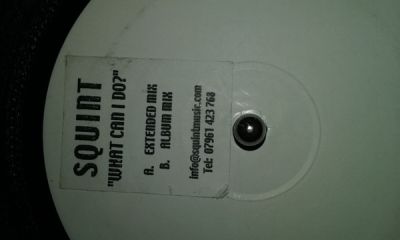 SQUINT
"WHAT CAN I DO?"
A. EXTENDED MIX
B. ALBUM MIX
info@squintmusic.com
Tel: 07961 423 768